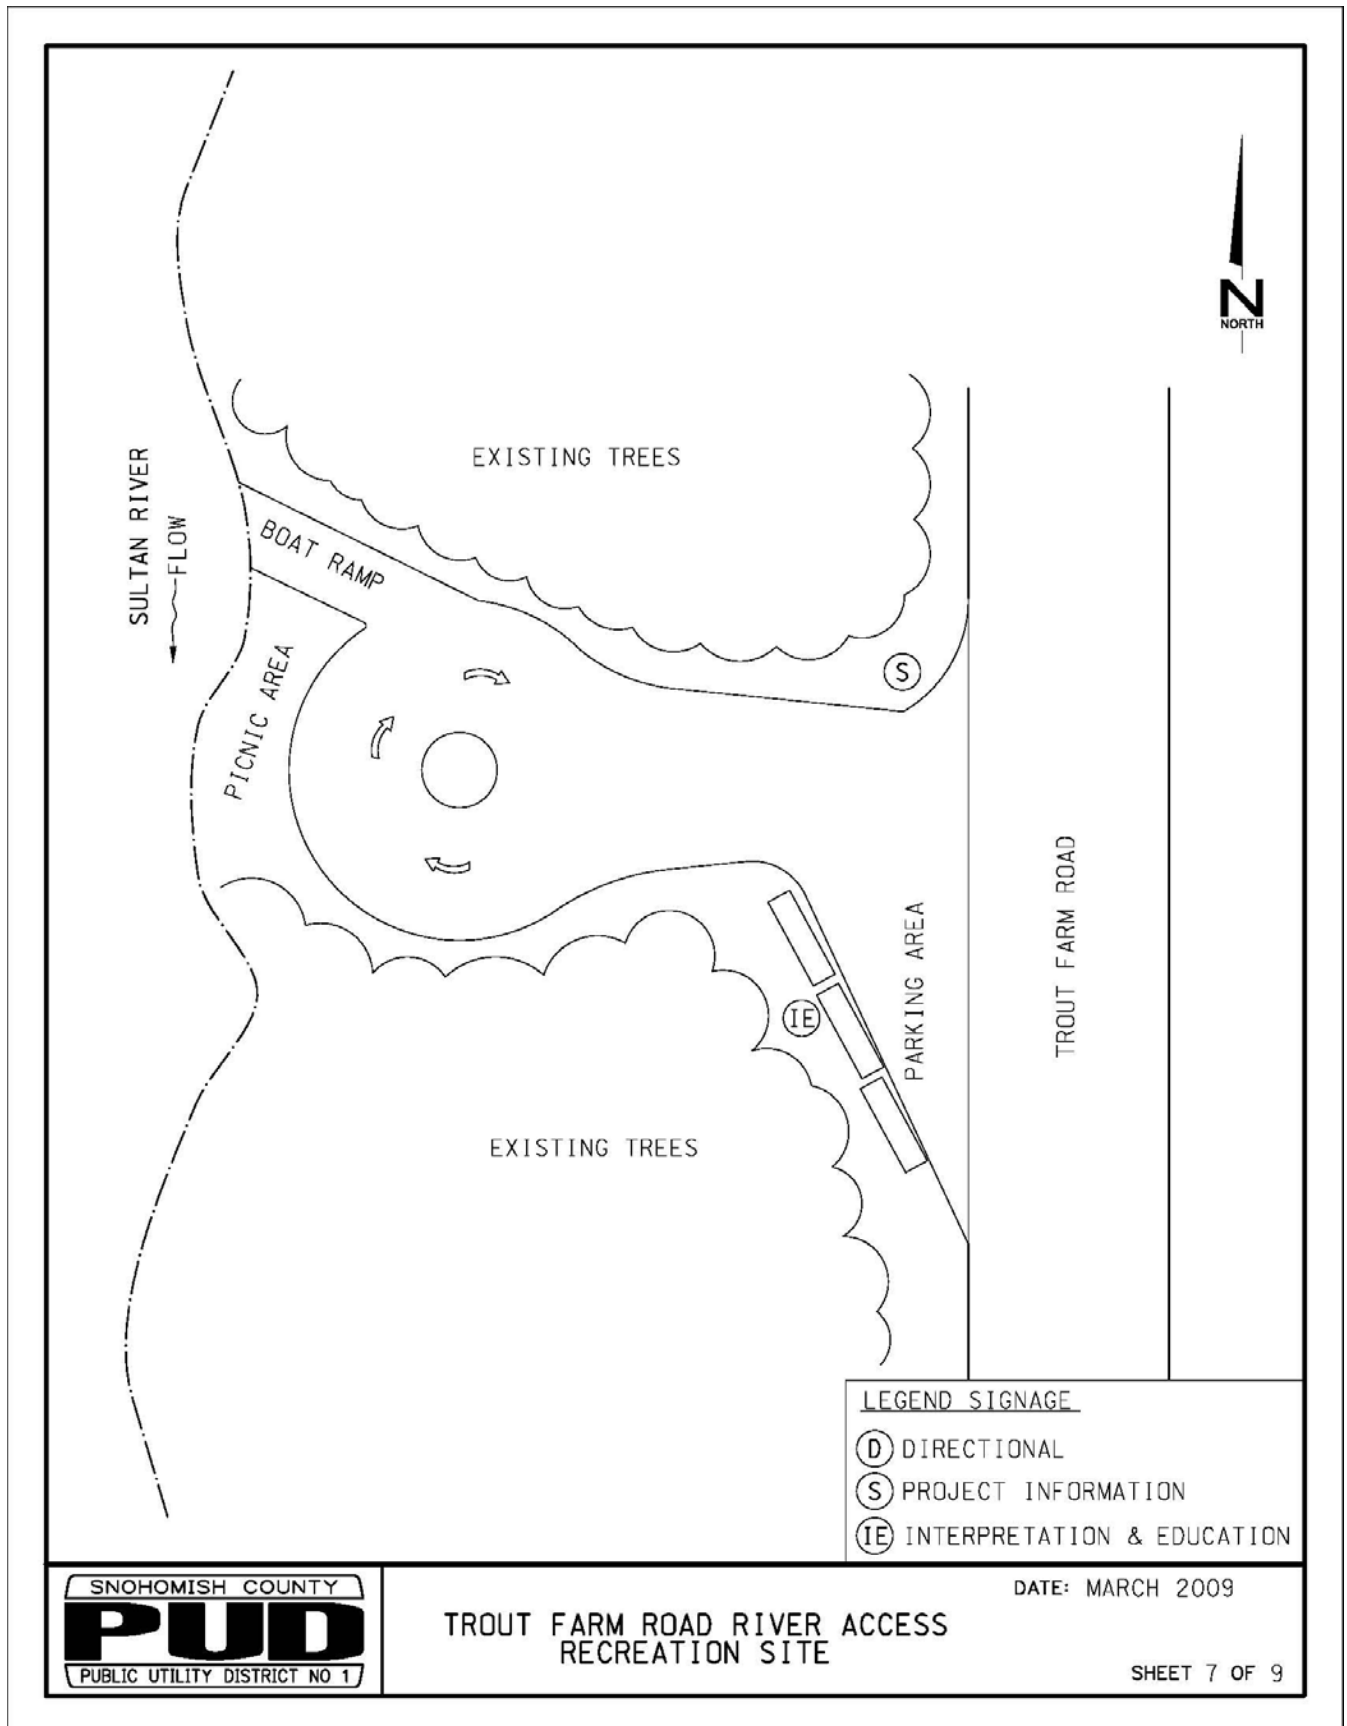 N
NORTH
EXISTING TREES
SULTAN RIVER
FLOW
BOAT RAMP
PICNIC AREA
S
TROUT FARM ROAD
PARKING AREA
IE
EXISTING TREES
LEGEND SIGNAGE
D DIRECTIONAL
S PROJECT INFORMATION
IE INTERPRETATION & EDUCATION
SNOHOMISH COUNTY
PUD
PUBLIC UTILITY DISTRICT NO 1
TROUT FARM ROAD RIVER ACCESS
RECREATION SITE
DATE: MARCH 2009
SHEET 7 OF 9